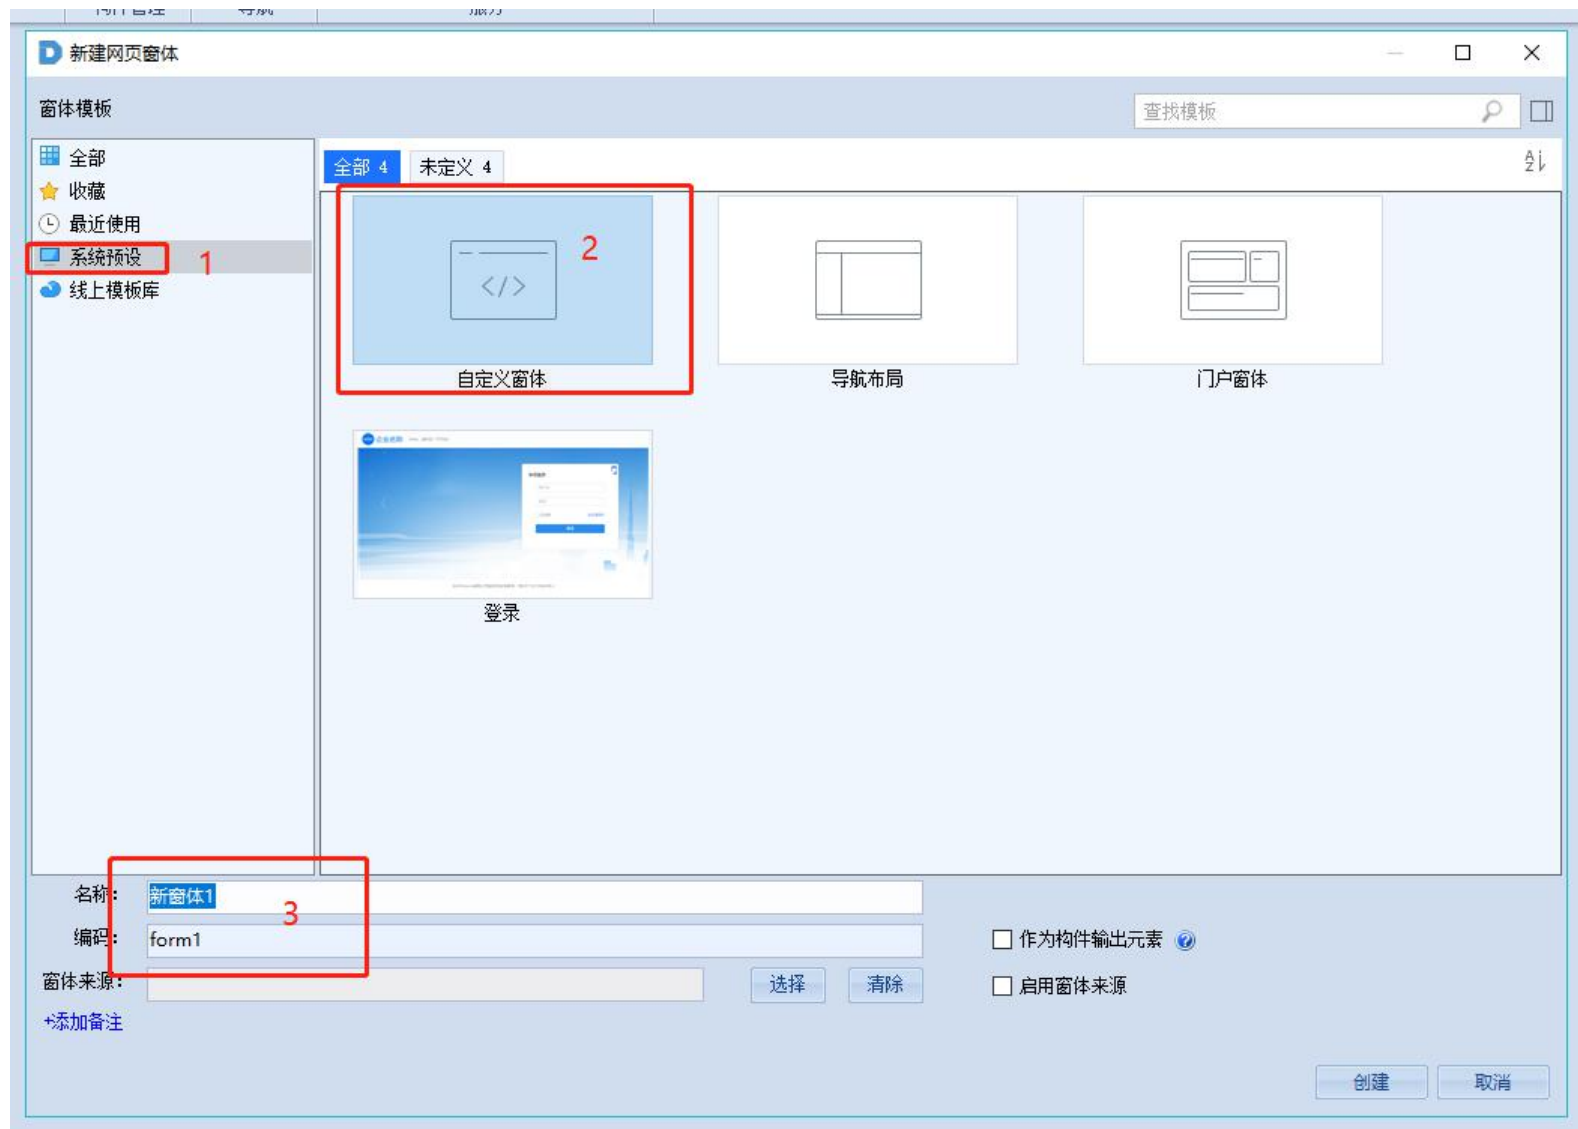 新建网页窗体
窗体模板
查找模板
全部
收藏
最近使用
系统预设 1
线上模板库
全部 4 未定义 4
2
</>
自定义窗体 导航布局 门户窗体
登录
名称: 新窗体1
3
编码: form1
作为构件输出元素
窗体来源: 选择 清除 启用窗体来源
+添加备注
创建 取消